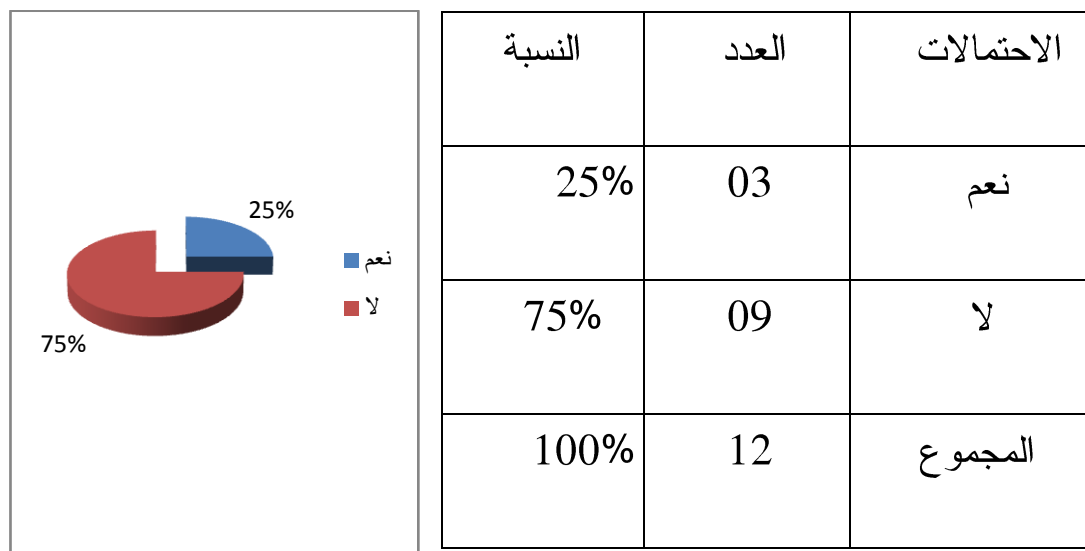 الاحتمالات العدد النسبة
نعم 03 25%
لا 09 75%
المجموع 12 100%
25%
نعم
لا
75%